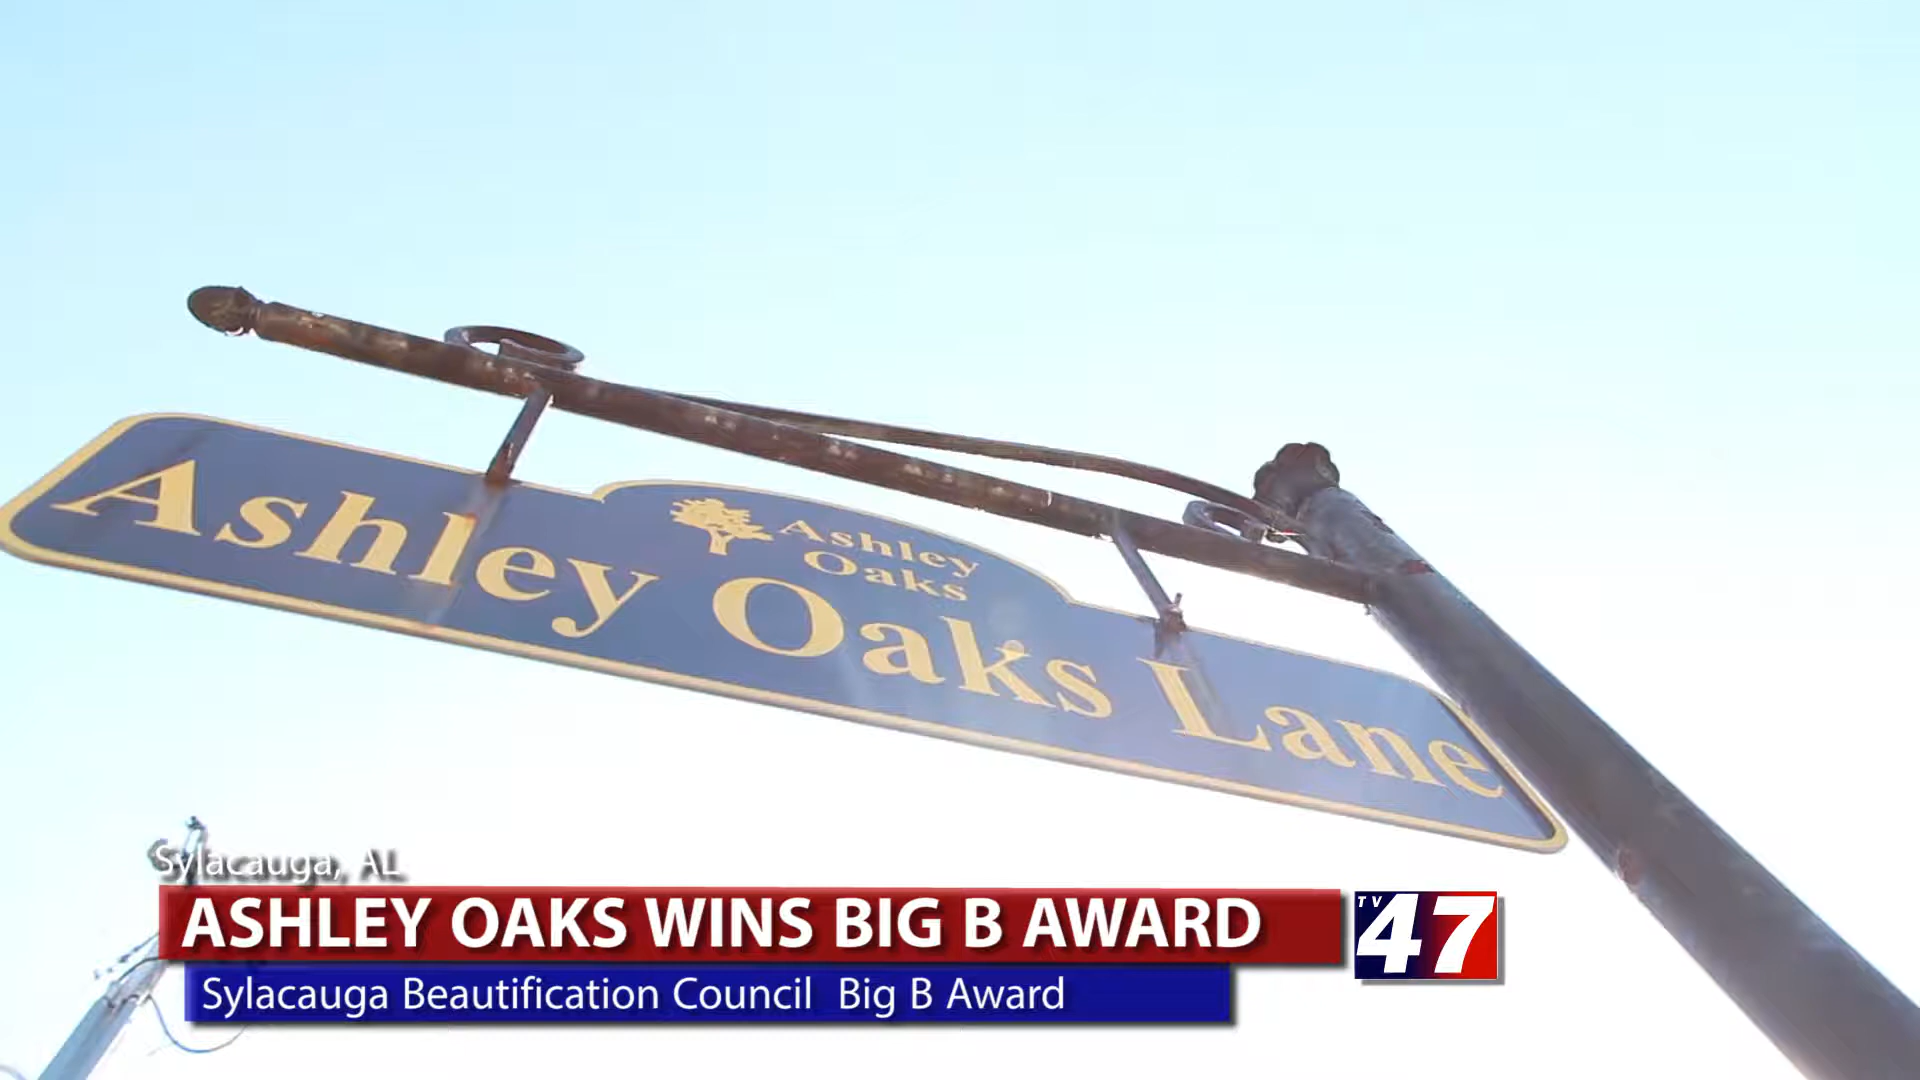 Ashley
Oaks
Ashley Oaks Lane
Sylacauga, AL
ASHLEY OAKS WINS BIG B AWARD
TV 47
Sylacauga Beautification Council Big B Award